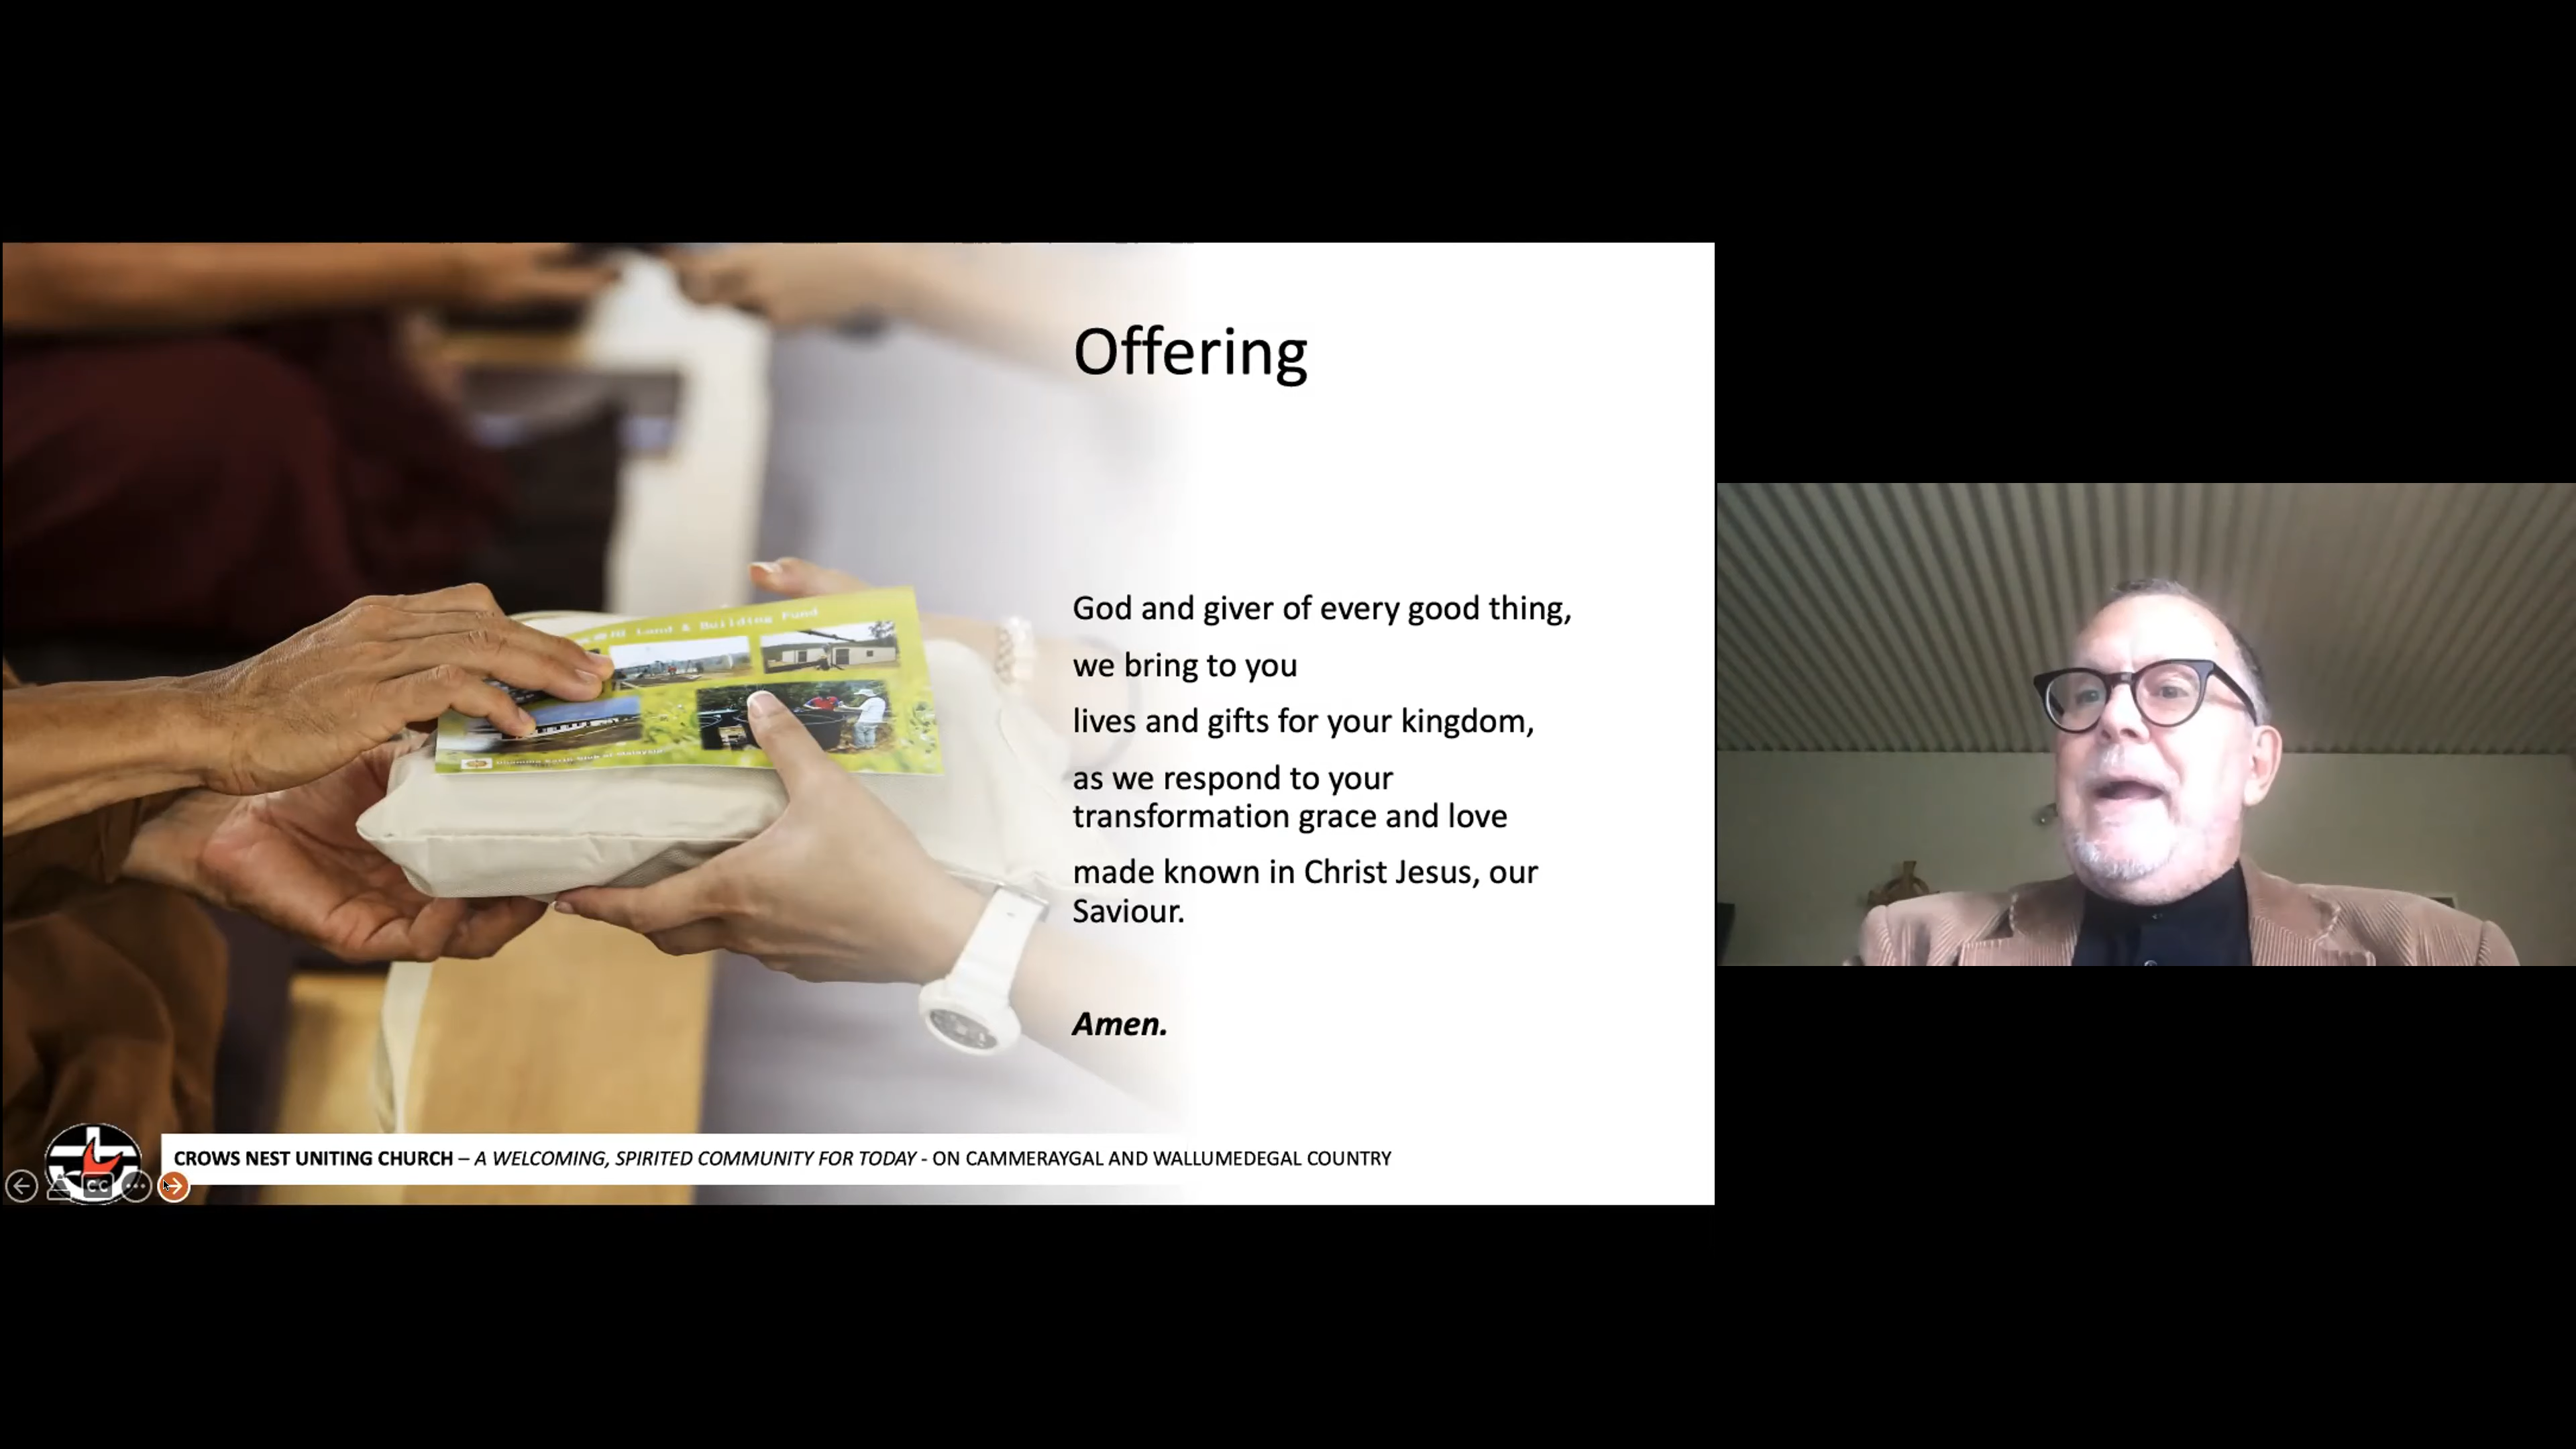 Offering
God and giver of every good thing,
we bring to you
lives and gifts for your kingdom,
as we respond to your
transformation grace and love
made known in Christ Jesus, our
Saviour.
Amen.
Land & Building Fund
CROWS NEST UNITING CHURCH – A WELCOMING, SPIRITED COMMUNITY FOR TODAY - ON CAMMERAYGAL AND WALLUMEDEGAL COUNTRY
CC